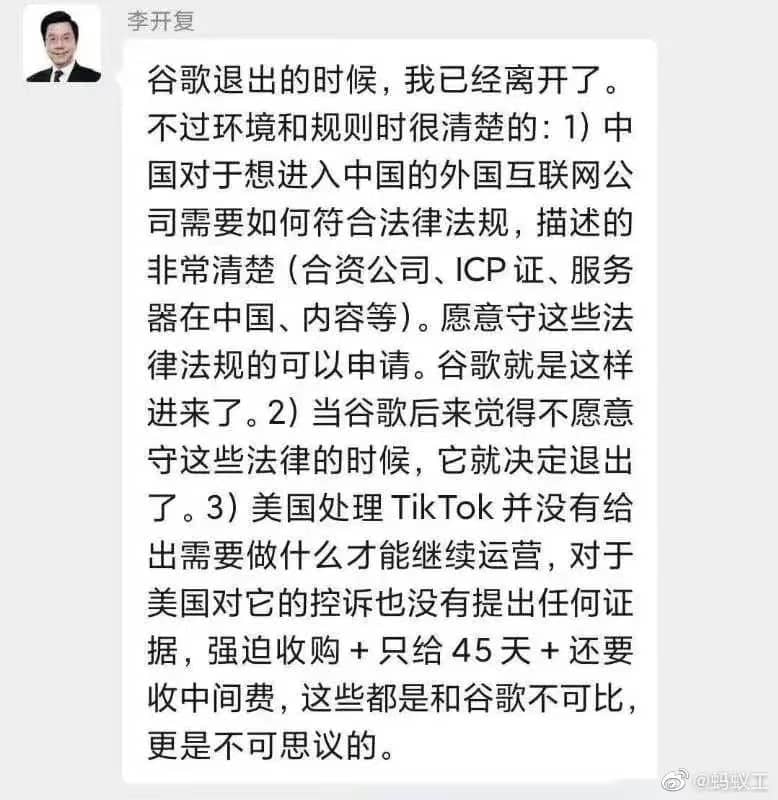 李开复
谷歌退出的时候，我已经离开了。
不过环境和规则时很清楚的：1）中
国对于想进入中国的外国互联网公
司需要如何符合法律法规，描述的
非常清楚（合资公司、ICP 证、服务
器在中国、内容等）。愿意守这些法
律法规的可以申请。谷歌就是这样
进来了。2）当谷歌后来觉得不愿意
守这些法律的时候，它就决定退出
了。3）美国处理 TikTok 并没有给
出需要做什么才能继续运营，对于
美国对它的控诉也没有提出任何证
据，强迫收购 + 只给 45 天 + 还要
收中间费，这些都是和谷歌不可比，
更是不可思议的。
@蚂蚁工